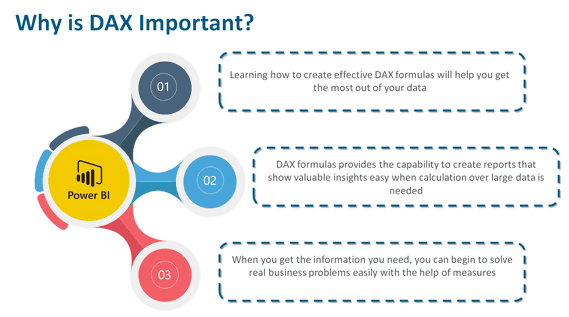 Why is DAX Important?
01
Learning how to create effective DAX formulas will help you get
the most out of your data
Power BI
02
DAX formulas provides the capability to create reports that
show valuable insights easy when calculation over large data is
needed
03
When you get the information you need, you can begin to solve
real business problems easily with the help of measures